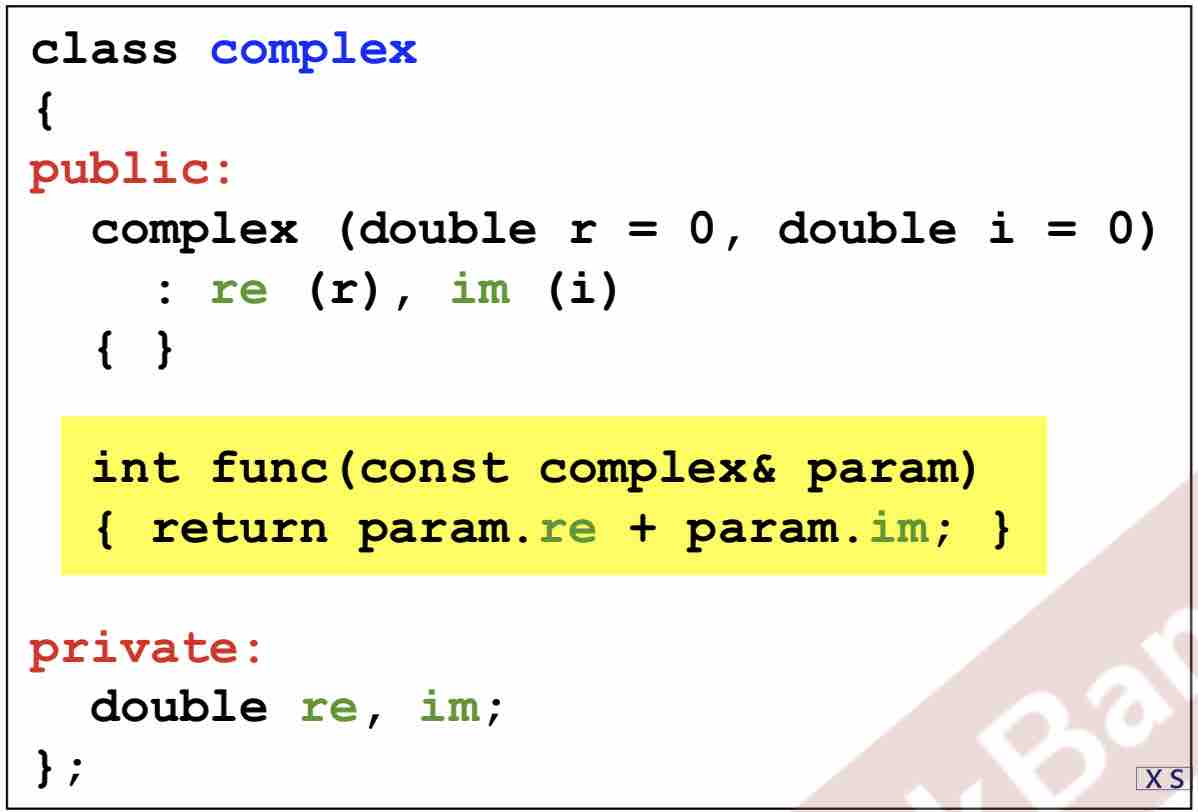 class complex
{
public:
complex (double r = 0, double i = 0)
: re (r), im (i)
{ }
int func(const complex& param)
{ return param.re + param.im; }
private:
double re, im;
};
X S